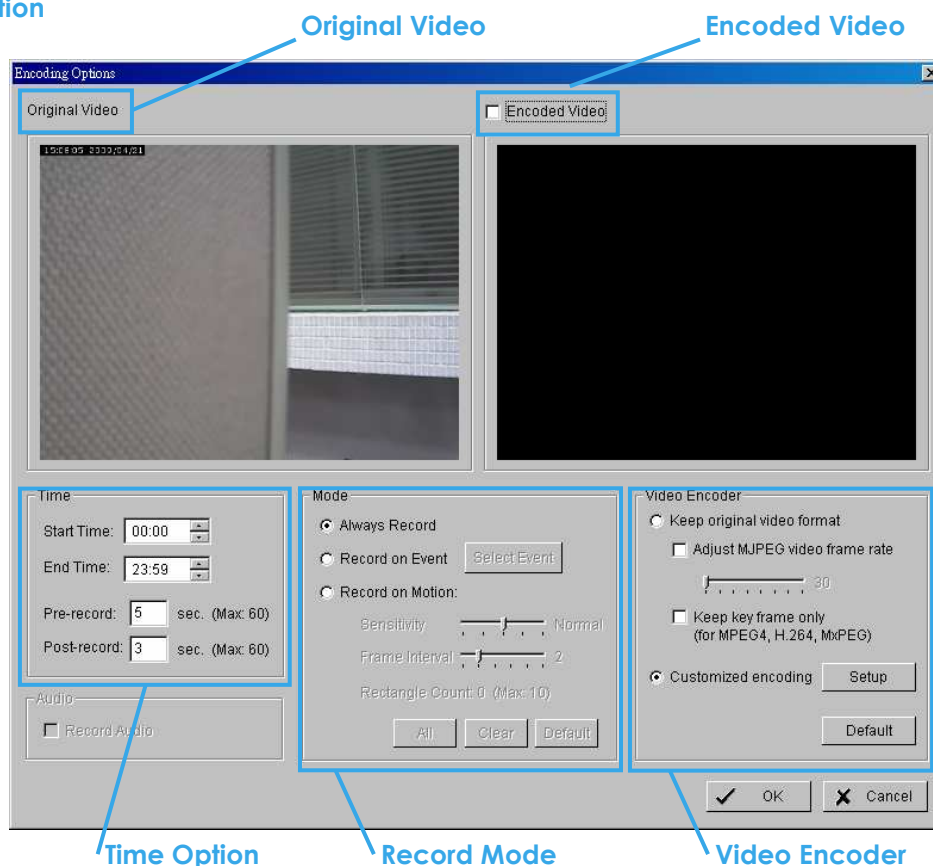 tion
Original Video
Encoded Video
Encoding Options
Original Video
Encoded Video
Time
Start Time: 00:00
End Time: 23:59
Pre-record: 5 sec. (Max: 60)
Post-record: 3 sec. (Max: 60)
Audio
Record Audio
Mode
Always Record
Record on Event Select Event
Record on Motion:
Sensitivity Normal
Frame Interval 2
Rectangle Count: 0 (Max: 10)
All Clear Default
Video Encoder
Keep original video format
Adjust MJPEG video frame rate
30
Keep key frame only
(for MPEG4, H.264, MxPEG)
Customized encoding Setup
Default
OK Cancel
Time Option
Record Mode
Video Encoder